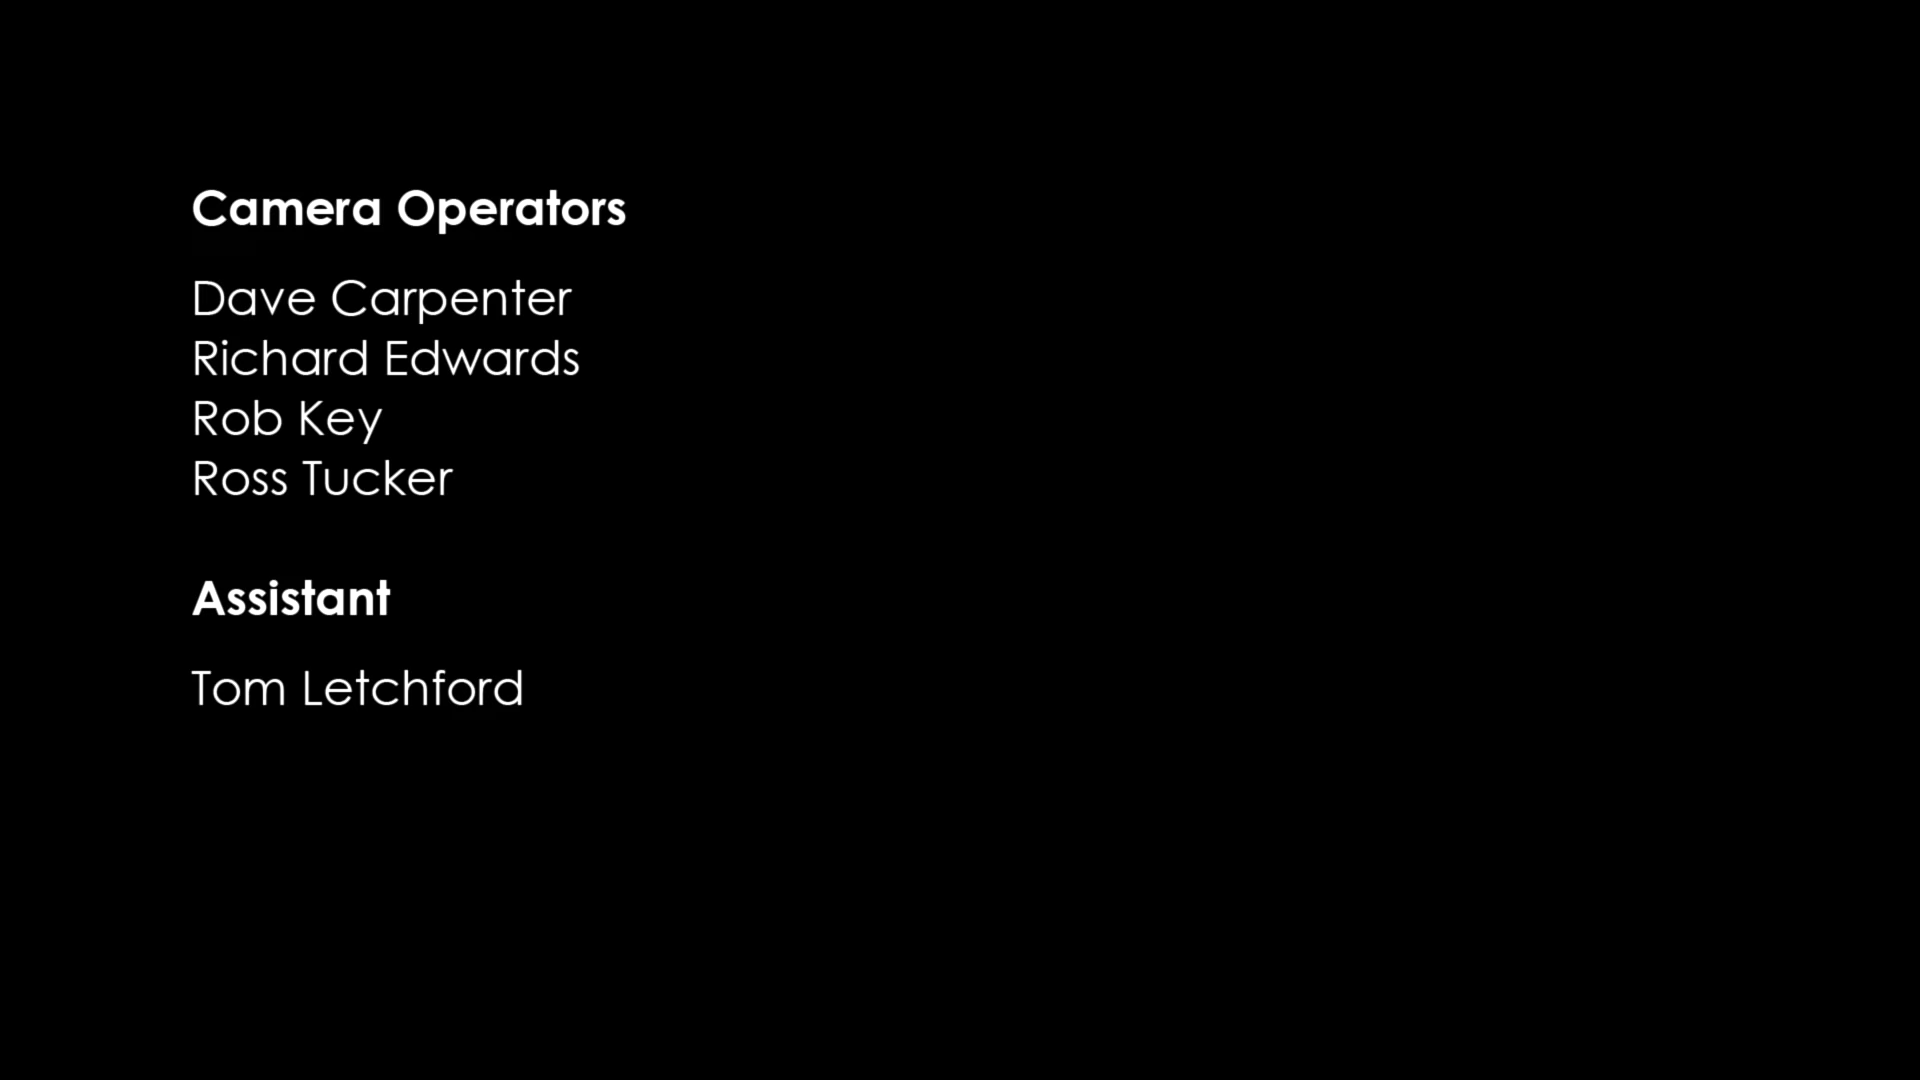 Camera Operators
Dave Carpenter
Richard Edwards
Rob Key
Ross Tucker
Assistant
Tom Letchford